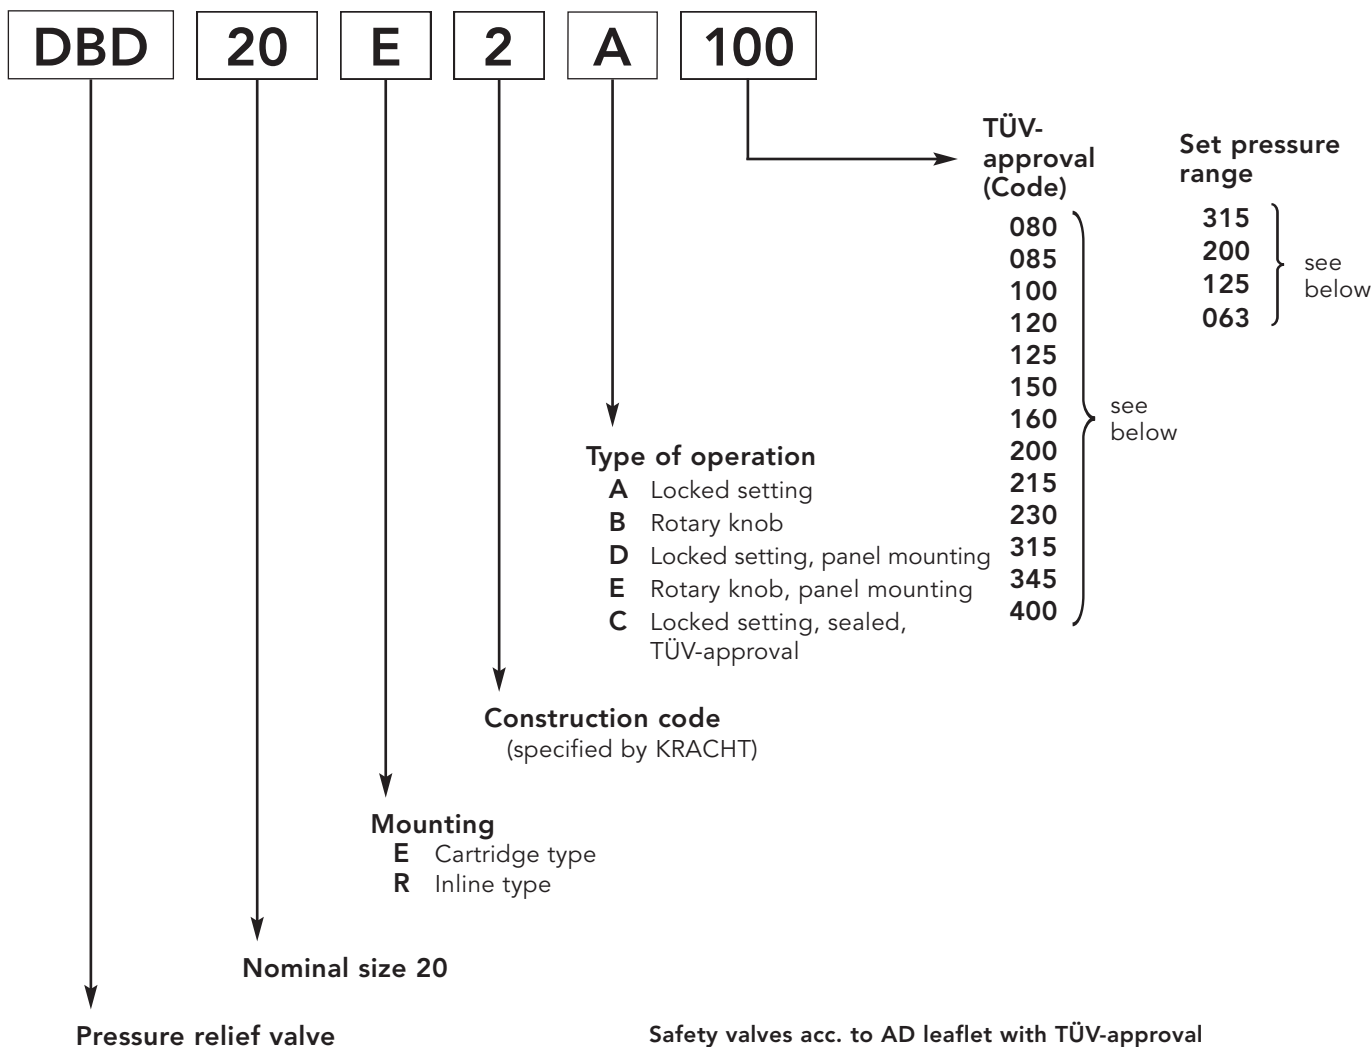 DBD 20 E 2 A 100
TÜV-
approval
(Code)
080
085
100
120
125
150
160
200
215
230
315
345
400
see
below
Set pressure
range
315
200
125
063
see
below
Type of operation
A Locked setting
B Rotary knob
D Locked setting, panel mounting
E Rotary knob, panel mounting
C Locked setting, sealed,
TÜV-approval
Construction code
(specified by KRACHT)
Mounting
E Cartridge type
R Inline type
Nominal size 20
Pressure relief valve
Safety valves acc. to AD leaflet with TÜV-approval